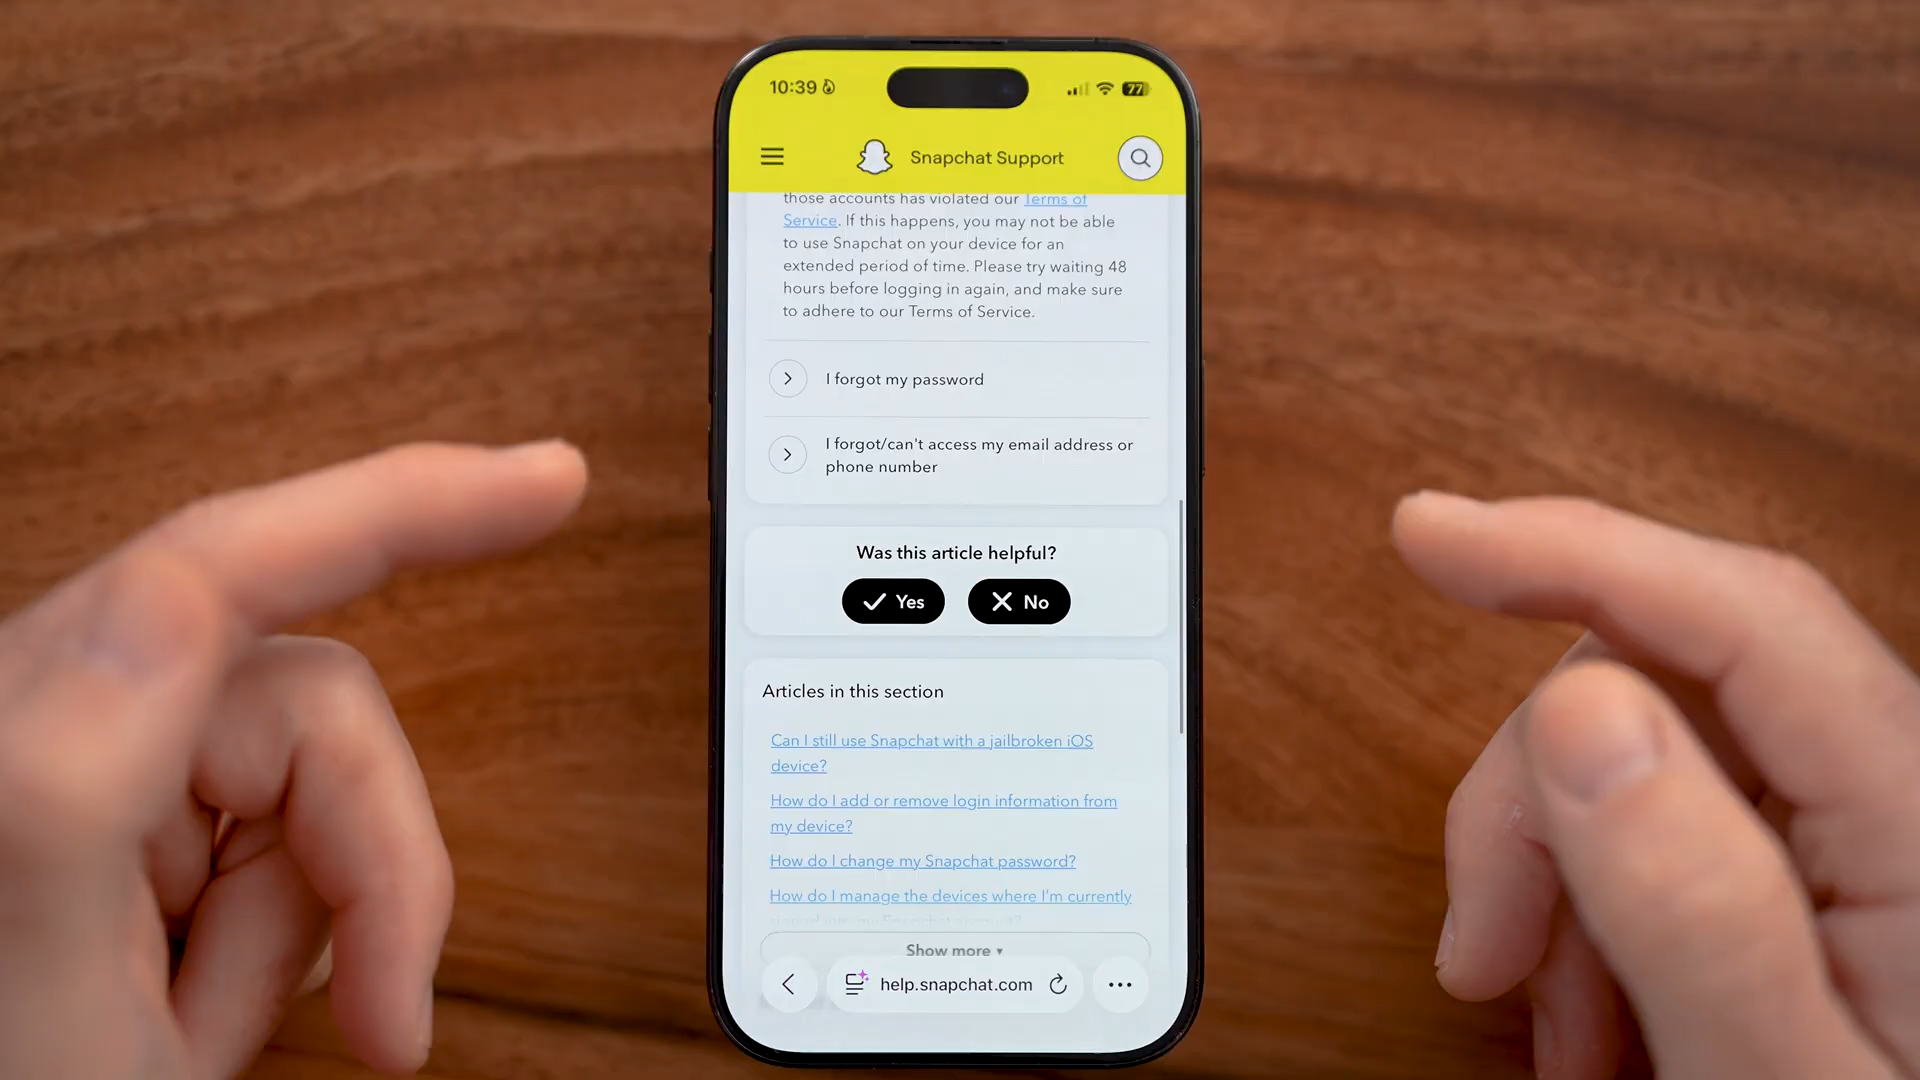 10:39
77
Snapchat Support
those accounts has violated our Terms of
Service. If this happens, you may not be able
to use Snapchat on your device for an
extended period of time. Please try waiting 48
hours before logging in again, and make sure
to adhere to our Terms of Service.
I forgot my password
I forgot/can't access my email address or
phone number
Was this article helpful?
Yes
No
Articles in this section
Can I still use Snapchat with a jailbroken iOS
device?
How do I add or remove login information from
my device?
How do I change my Snapchat password?
How do I manage the devices where I'm currently
Show more
help.snapchat.com